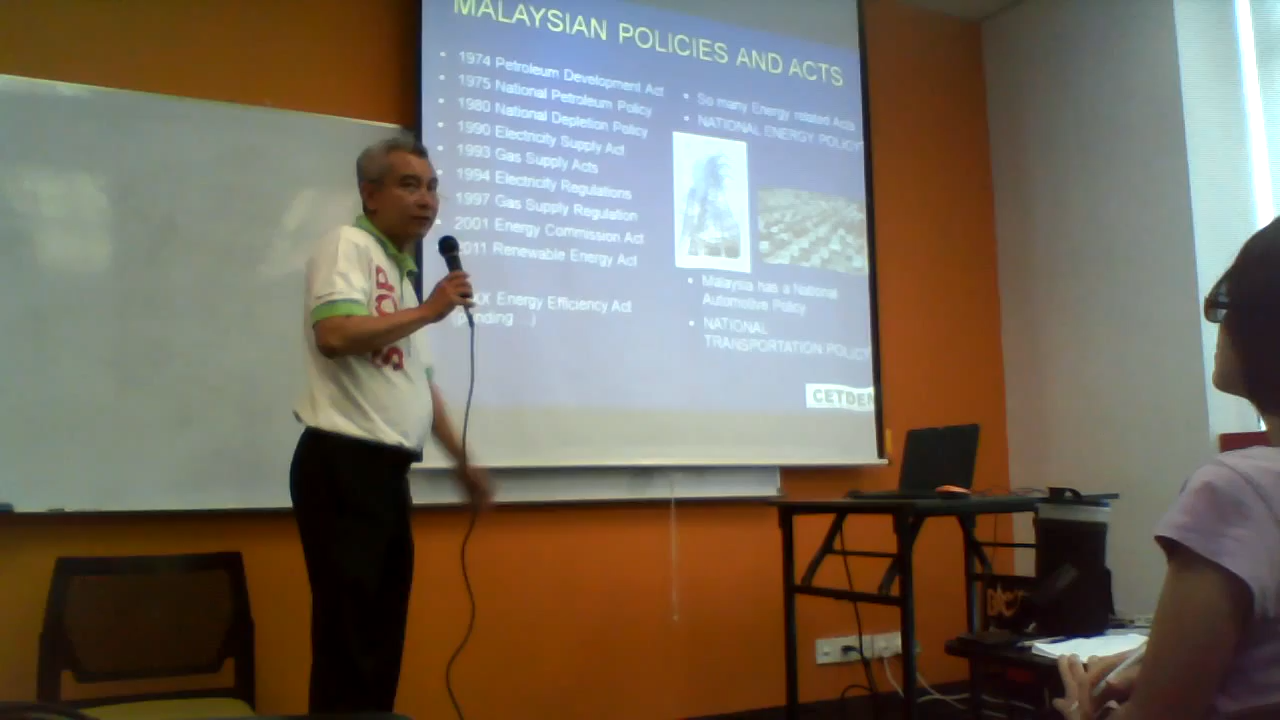 MALAYSIAN POLICIES AND ACTS
• 1974 Petroleum Development Act
• 1975 National Petroleum Policy
• 1980 National Depletion Policy
• 1990 Electricity Supply Act
• 1993 Gas Supply Acts
• 1994 Electricity Regulations
• 1997 Gas Supply Regulation
• 2001 Energy Commission Act
2011 Renewable Energy Act
Energy Efficiency Act
• So many Energy related Acts
• NATIONAL ENERGY POLICY
• Malaysia has a National
Automotive Policy
• NATIONAL
TRANSPORTATION POLICY
CETDEM